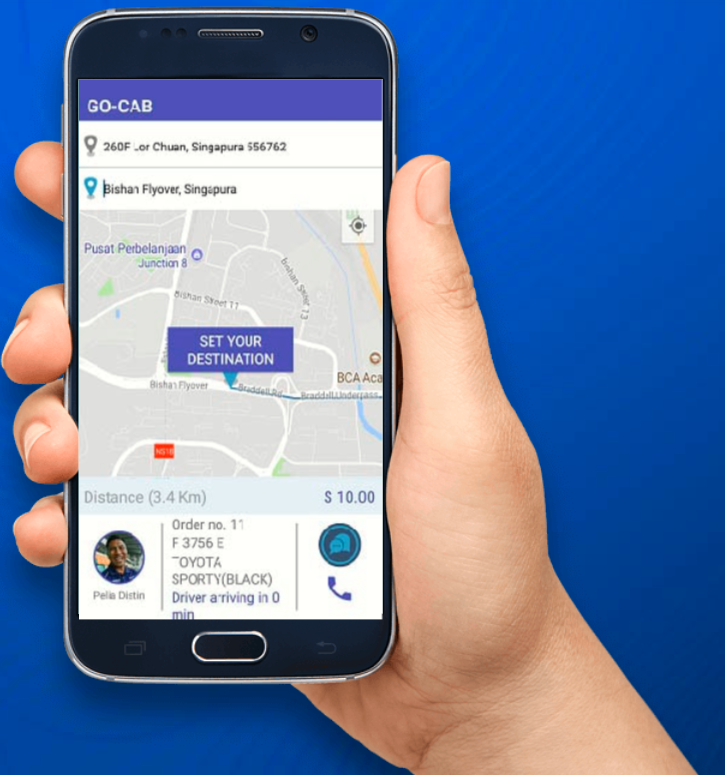 GO-CAB
260F Lor Chuan, Singapura 556762
Bishan Flyover, Singapura
Pusat Perbelanjaan
Junction 8
Bishan Street 11
Bishan Street 13
SET YOUR
DESTINATION
BCA Aca
Bishan Flyover
Braddell Rd
Braddell Underpass
NS18
Distance (3.4 Km)
$ 10.00
Order no. 11
F 3756 E
TOYOTA
SPORTY(BLACK)
Driver arriving in 0
min
Pelia Distin